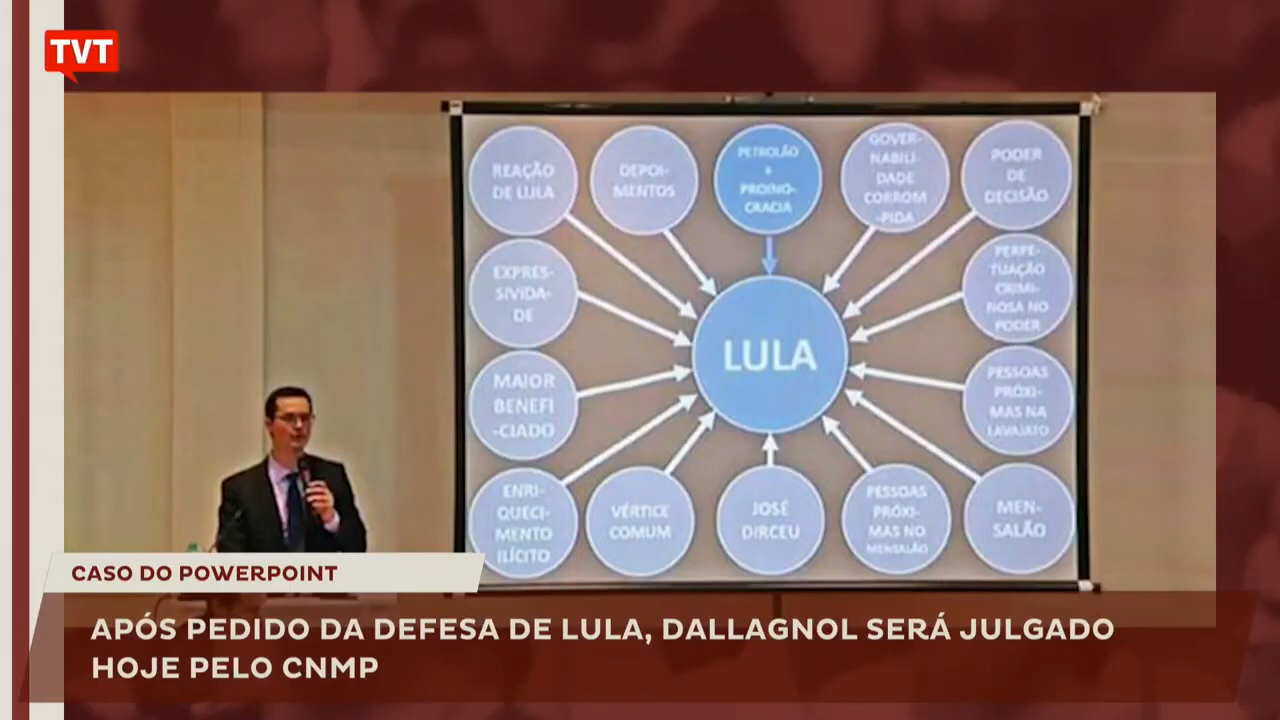 TVT
REAÇÃO
DE LULA
DEPOI-
MENTOS
PETROLÃO
+
PROPINO-
CRACIA
GOVER-
NABILI-
DADE
CORROM
-PIDA
PODER
DE
DECISÃO
EXPRES-
SIVIDA-
DE
PERPE-
TUAÇÃO
CRIMI-
NOSA NO
PODER
LULA
MAIOR
BENEFI
-CIADO
PESSOAS
PRÓXI-
MAS NA
LAVAJATO
ENRI-
QUECI-
MENTO
ILÍCITO
VÉRTICE
COMUM
JOSÉ
DIRCEU
PESSOAS
PRÓXI-
MAS NO
MENSALÃO
MEN-
SALÃO
CASO DO POWERPOINT
APÓS PEDIDO DA DEFESA DE LULA, DALLAGNOL SERÁ JULGADO
HOJE PELO CNMP